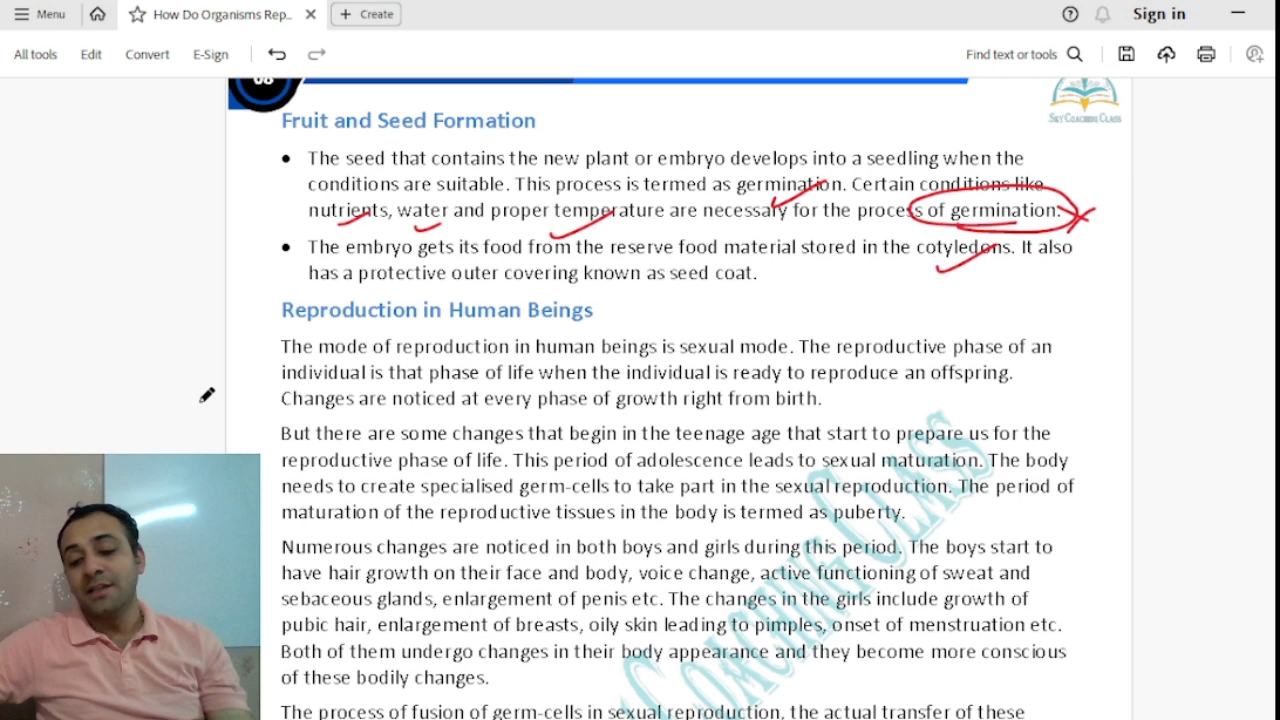 Menu
How Do Organisms Rep...
Create
Sign in
All tools
Edit
Convert
E-Sign
Find text or tools
08
SKY COACHING CLASS
Fruit and Seed Formation
The seed that contains the new plant or embryo develops into a seedling when the
conditions are suitable. This process is termed as germination. Certain conditions like
nutrients, water and proper temperature are necessary for the process of germination.
The embryo gets its food from the reserve food material stored in the cotyledons. It also
has a protective outer covering known as seed coat.
Reproduction in Human Beings
The mode of reproduction in human beings is sexual mode. The reproductive phase of an
individual is that phase of life when the individual is ready to reproduce an offspring.
Changes are noticed at every phase of growth right from birth.
But there are some changes that begin in the teenage age that start to prepare us for the
reproductive phase of life. This period of adolescence leads to sexual maturation. The body
needs to create specialised germ-cells to take part in the sexual reproduction. The period of
maturation of the reproductive tissues in the body is termed as puberty.
Numerous changes are noticed in both boys and girls during this period. The boys start to
have hair growth on their face and body, voice change, active functioning of sweat and
sebaceous glands, enlargement of penis etc. The changes in the girls include growth of
pubic hair, enlargement of breasts, oily skin leading to pimples, onset of menstruation etc.
Both of them undergo changes in their body appearance and they become more conscious
of these bodily changes.
The process of fusion of germ-cells in sexual reproduction, the actual transfer of these
COACHING CLASS